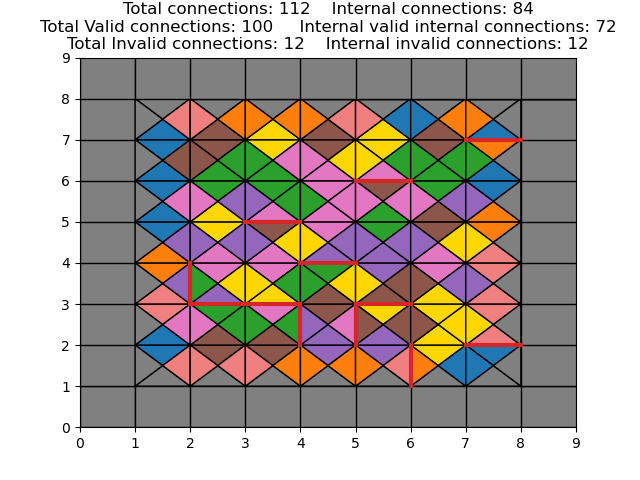 Total connections: 112    Internal connections: 84
Total Valid connections: 100    Internal valid internal connections: 72
Total Invalid connections: 12    Internal invalid connections: 12
9
8
7
6
5
4
3
2
1
0
0 1 2 3 4 5 6 7 8 9